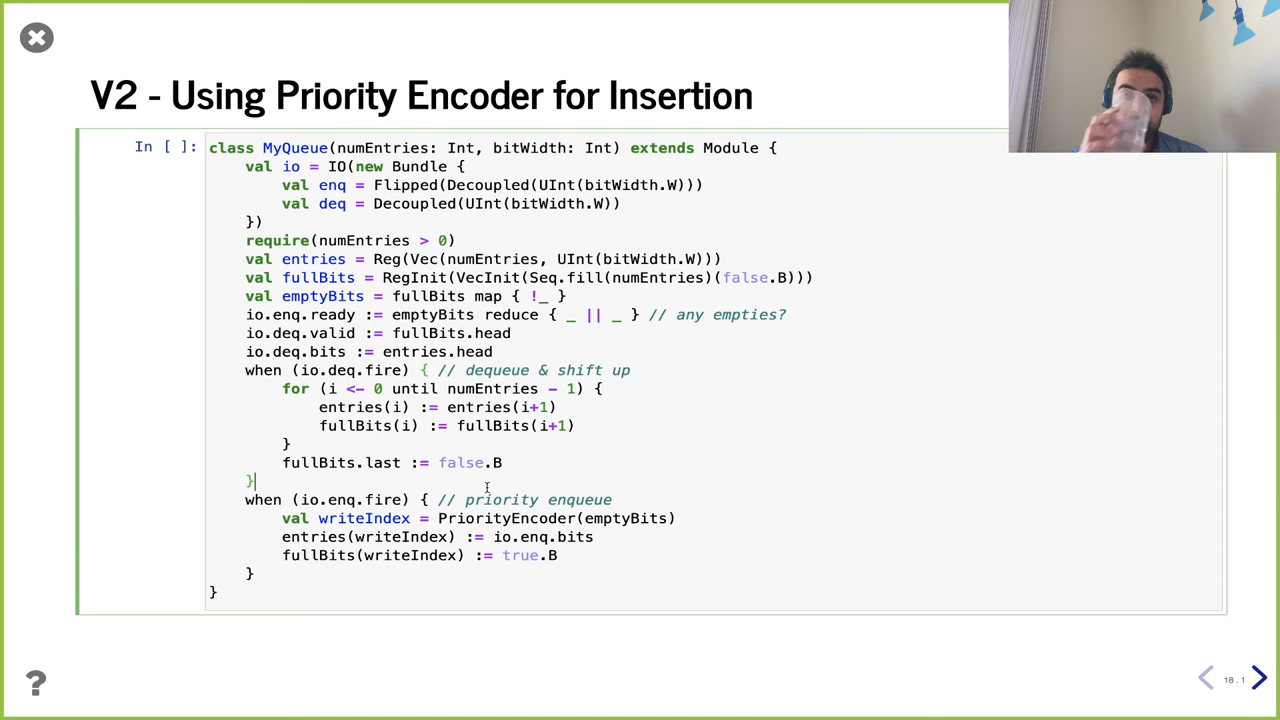 V2 - Using Priority Encoder for Insertion
In [ ]:
class MyQueue(numEntries: Int, bitWidth: Int) extends Module {
    val io = IO(new Bundle {
        val enq = Flipped(Decoupled(UInt(bitWidth.W)))
        val deq = Decoupled(UInt(bitWidth.W))
    })
    require(numEntries > 0)
    val entries = Reg(Vec(numEntries, UInt(bitWidth.W)))
    val fullBits = RegInit(VecInit(Seq.fill(numEntries)(false.B)))
    val emptyBits = fullBits map { !_ }
    io.enq.ready := emptyBits reduce { _ || _ } // any empties?
    io.deq.valid := fullBits.head
    io.deq.bits := entries.head
    when (io.deq.fire) { // dequeue & shift up
        for (i <- 0 until numEntries - 1) {
            entries(i) := entries(i+1)
            fullBits(i) := fullBits(i+1)
        }
        fullBits.last := false.B
    }
    when (io.enq.fire) { // priority enqueue
        val writeIndex = PriorityEncoder(emptyBits)
        entries(writeIndex) := io.enq.bits
        fullBits(writeIndex) := true.B
    }
}
?
18.1